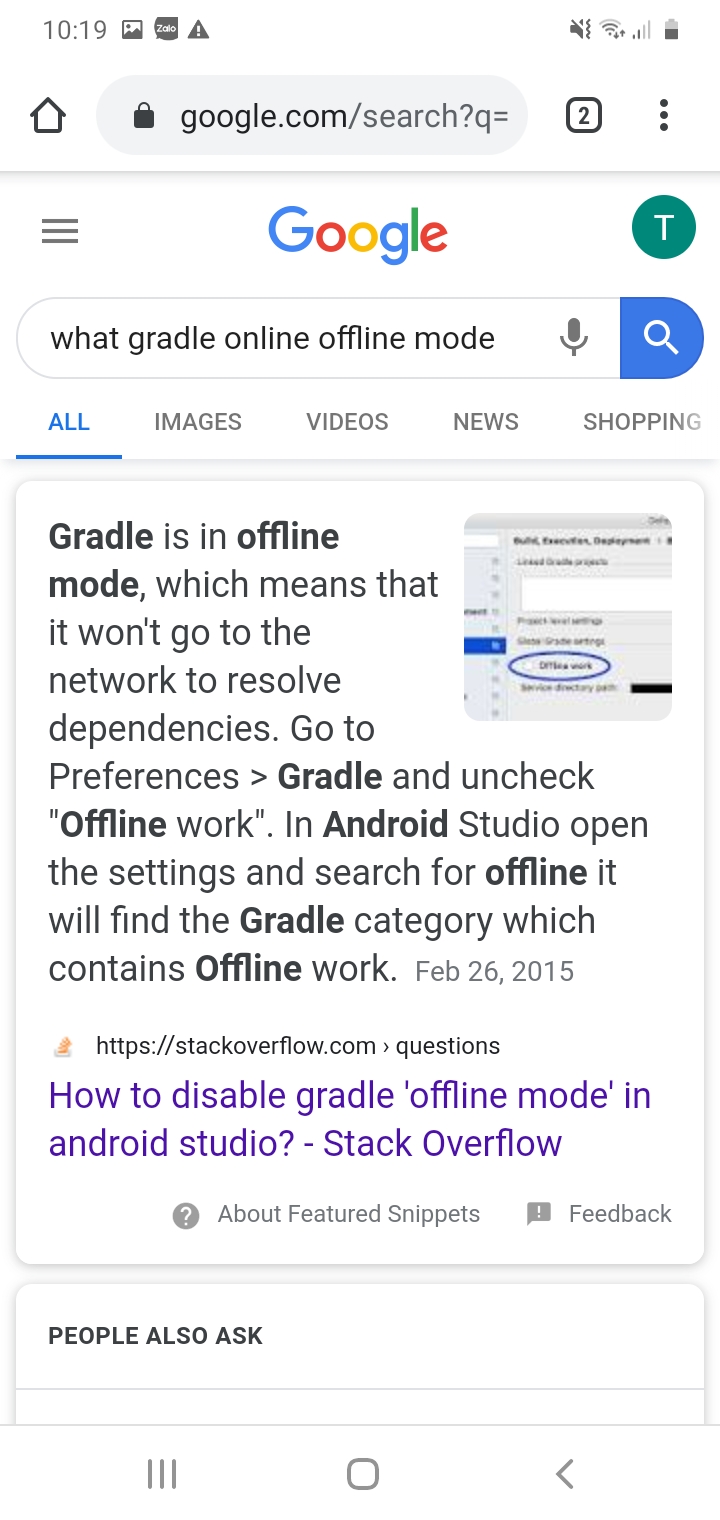 10:19 Zalo
google.com/search?q=
2
Google
T
what gradle online offline mode
ALL IMAGES VIDEOS NEWS SHOPPING
Gradle is in offline
mode, which means that
it won't go to the
network to resolve
dependencies. Go to
Preferences > Gradle and uncheck
"Offline work". In Android Studio open
the settings and search for offline it
will find the Gradle category which
contains Offline work. Feb 26, 2015
Build, Execution, Deployment
Linked Gradle projects
Project-level settings
Global Gradle settings
Offline work
Service directory path:
https://stackoverflow.com › questions
How to disable gradle 'offline mode' in
android studio? - Stack Overflow
About Featured Snippets Feedback
PEOPLE ALSO ASK